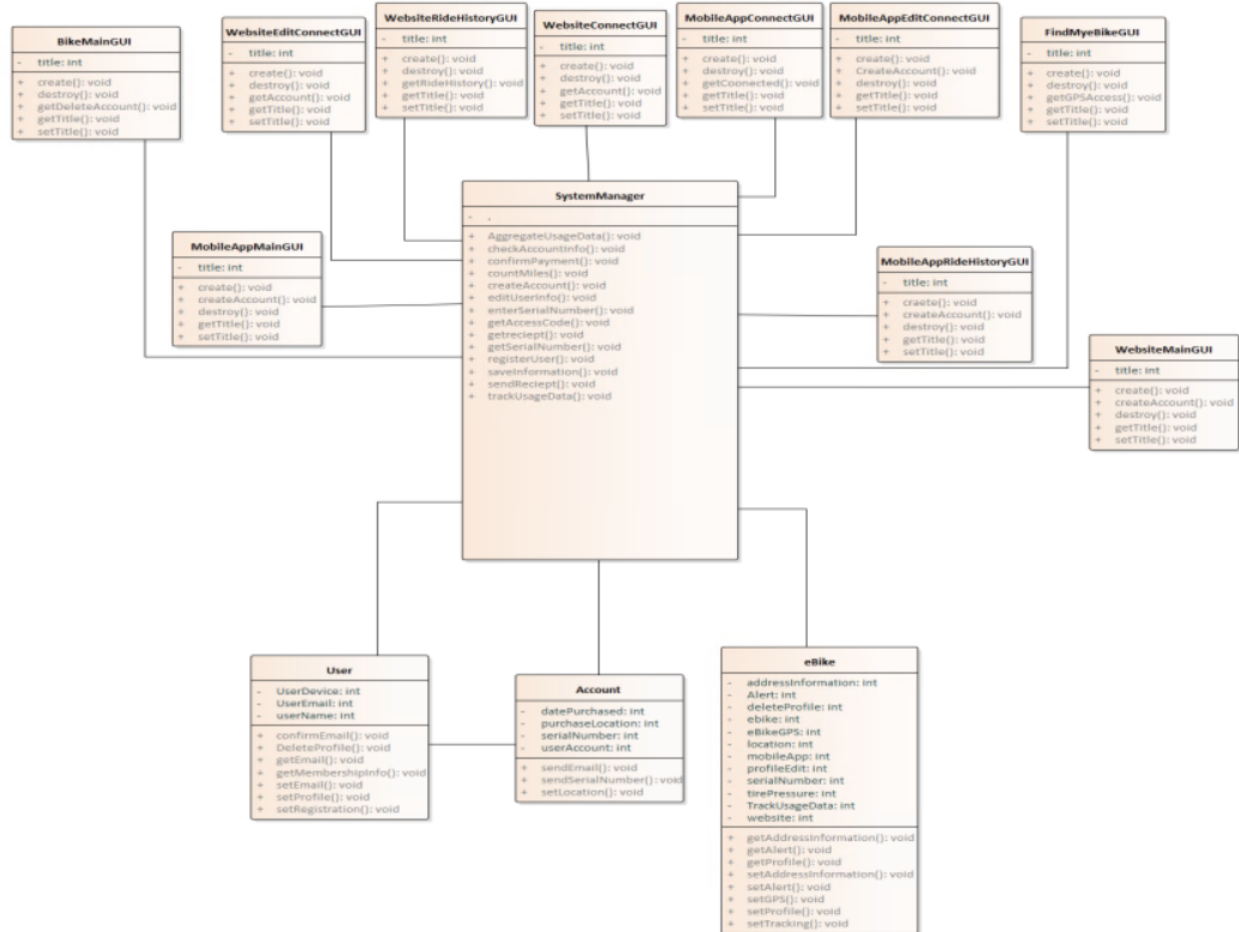 BikeMainGUI
- title: int
+ create(): void
+ destroy(): void
+ getDeleteAccount(): void
+ getTitle(): void
+ setTitle(): void
WebsiteEditConnectGUI
- title: int
+ create(): void
+ destroy(): void
+ getAccount(): void
+ getTitle(): void
+ setTitle(): void
WebsiteRideHistoryGUI
- title: int
+ create(): void
+ destroy(): void
+ getRideHistory(): void
+ getTitle(): void
+ setTitle(): void
WebsiteConnectGUI
- title: int
+ create(): void
+ destroy(): void
+ getAccount(): void
+ getTitle(): void
+ setTitle(): void
MobileAppConnectGUI
- title: int
+ create(): void
+ destroy(): void
+ getConnected(): void
+ getTitle(): void
+ setTitle(): void
MobileAppEditConnectGUI
- title: int
+ create(): void
+ CreateAccount(): void
+ destroy(): void
+ getTitle(): void
+ setTitle(): void
FindMyeBikeGUI
- title: int
+ create(): void
+ destroy(): void
+ getGPSAccess(): void
+ getTitle(): void
+ setTitle(): void
SystemManager
- .
+ AggregateUsageData(): void
+ checkAccountInfo(): void
+ confirmPayment(): void
+ countMiles(): void
+ createAccount(): void
+ editUserInfo(): void
+ enterSerialNumber(): void
+ getAccessCode(): void
+ getreciept(): void
+ getSerialNumber(): void
+ registerUser(): void
+ saveInformation(): void
+ sendReciept(): void
+ trackUsageData(): void
MobileAppMainGUI
- title: int
+ create(): void
+ createAccount(): void
+ destroy(): void
+ getTitle(): void
+ setTitle(): void
MobileAppRideHistoryGUI
- title: int
+ craete(): void
+ createAccount(): void
+ destroy(): void
+ getTitle(): void
+ setTitle(): void
WebsiteMainGUI
- title: int
+ create(): void
+ createAccount(): void
+ destroy(): void
+ getTitle(): void
+ setTitle(): void
User
- UserDevice: int
- UserEmail: int
- userName: int
+ confirmEmail(): void
+ DeleteProfile(): void
+ getEmail(): void
+ getMembershipInfo(): void
+ setEmail(): void
+ setProfile(): void
+ setRegistration(): void
Account
- datePurchased: int
- purchaseLocation: int
- serialNumber: int
- userAccount: int
+ sendEmail(): void
+ sendSerialNumber(): void
+ setLocation(): void
eBike
- addressInformation: int
- Alert: int
- deleteProfile: int
- ebike: int
- eBikeGPS: int
- location: int
- mobileApp: int
- profileEdit: int
- serialNumber: int
- tirePressure: int
- TrackUsageData: int
- website: int
+ getAddressInformation(): void
+ getAlert(): void
+ getProfile(): void
+ setAddressInformation(): void
+ setAlert(): void
+ setGPS(): void
+ setProfile(): void
+ setTracking(): void